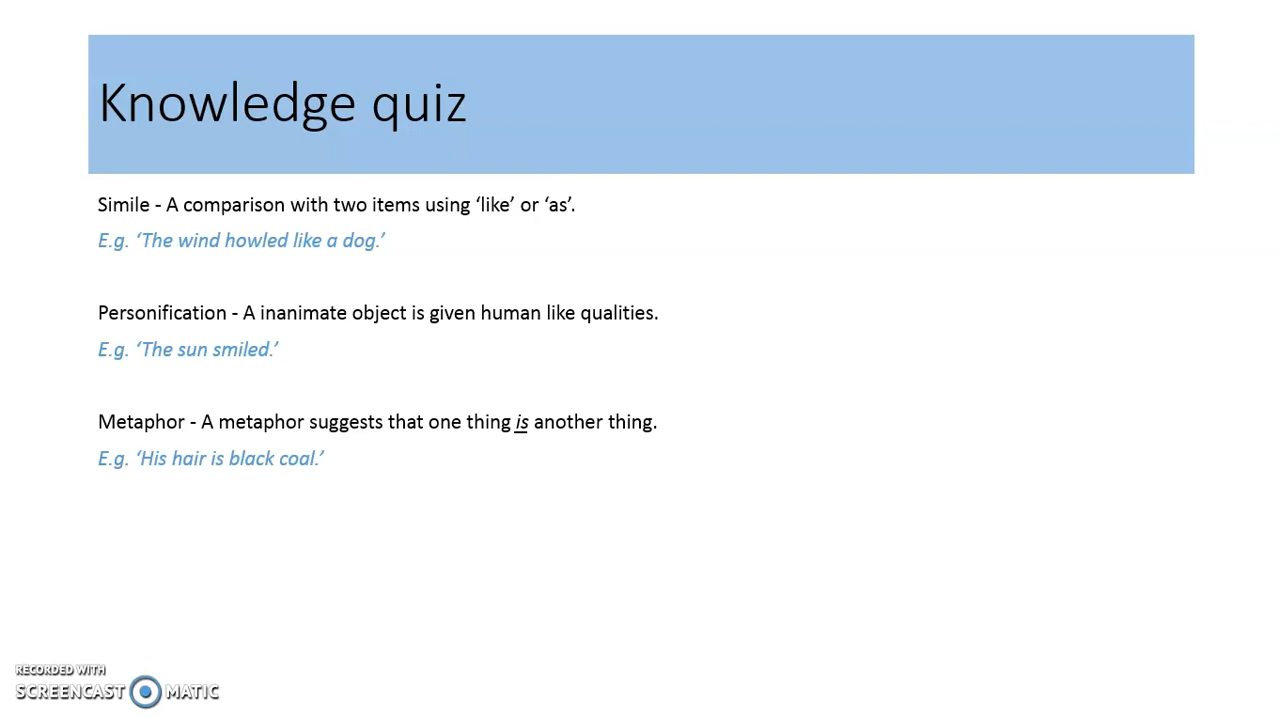 Knowledge quiz
Simile - A comparison with two items using ‘like’ or ‘as’.
E.g. ‘The wind howled like a dog.’
Personification - A inanimate object is given human like qualities.
E.g. ‘The sun smiled.’
Metaphor - A metaphor suggests that one thing is another thing.
E.g. ‘His hair is black coal.’
RECORDED WITH
SCREENCAST MATIC